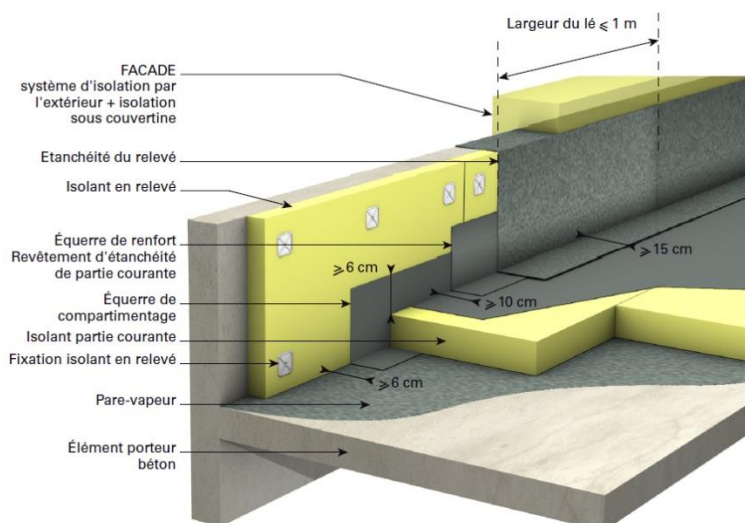 Largeur du lé ⩽ 1 m
FACADE
système d'isolation par
l'extérieur + isolation
sous couvertine
Etanchéité du relevé
Isolant en relevé
Équerre de renfort
Revêtement d'étanchéité
de partie courante
⩾ 6 cm
⩾ 15 cm
Équerre de
compartimentage
⩾ 10 cm
Isolant partie courante
Fixation isolant en relevé
⩾ 6 cm
Pare-vapeur
Élément porteur
béton